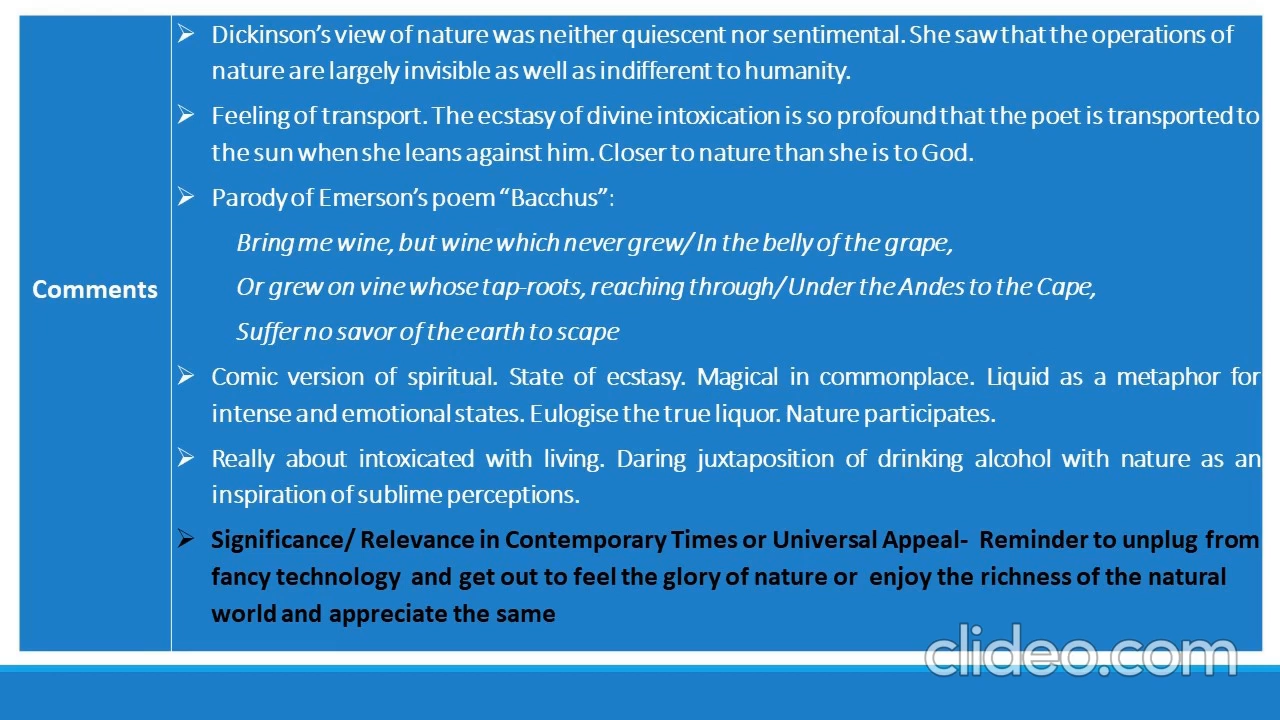 Comments
➢ Dickinson’s view of nature was neither quiescent nor sentimental. She saw that the operations of
nature are largely invisible as well as indifferent to humanity.
➢ Feeling of transport. The ecstasy of divine intoxication is so profound that the poet is transported to
the sun when she leans against him. Closer to nature than she is to God.
➢ Parody of Emerson’s poem “Bacchus”:
Bring me wine, but wine which never grew/ In the belly of the grape,
Or grew on vine whose tap-roots, reaching through/ Under the Andes to the Cape,
Suffer no savor of the earth to scape
➢ Comic version of spiritual. State of ecstasy. Magical in commonplace. Liquid as a metaphor for
intense and emotional states. Eulogise the true liquor. Nature participates.
➢ Really about intoxicated with living. Daring juxtaposition of drinking alcohol with nature as an
inspiration of sublime perceptions.
➢ Significance/ Relevance in Contemporary Times or Universal Appeal- Reminder to unplug from
fancy technology and get out to feel the glory of nature or enjoy the richness of the natural
world and appreciate the same
clideo.com